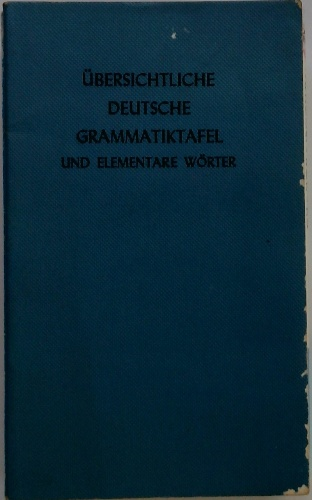 ÜBERSICHTLICHE
DEUTSCHE
GRAMMATIKTAFEL
UND ELEMENTARE WÖRTER